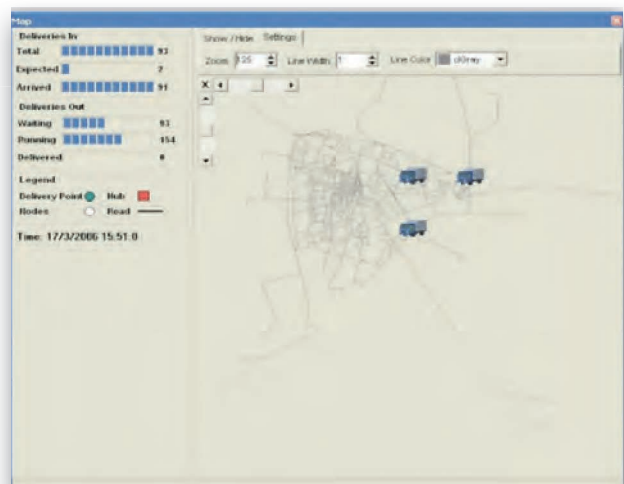 Map
Deliveries In
Total 93
Expected 2
Arrived 91
Deliveries Out
Waiting 93
Running 154
Delivered 0
Legend
Delivery Point Hub
Nodes Road
Time: 17/3/2006 15:51:0
Show / Hide Settings
Zoom 125 Line Width 1 Line Color clGray
X